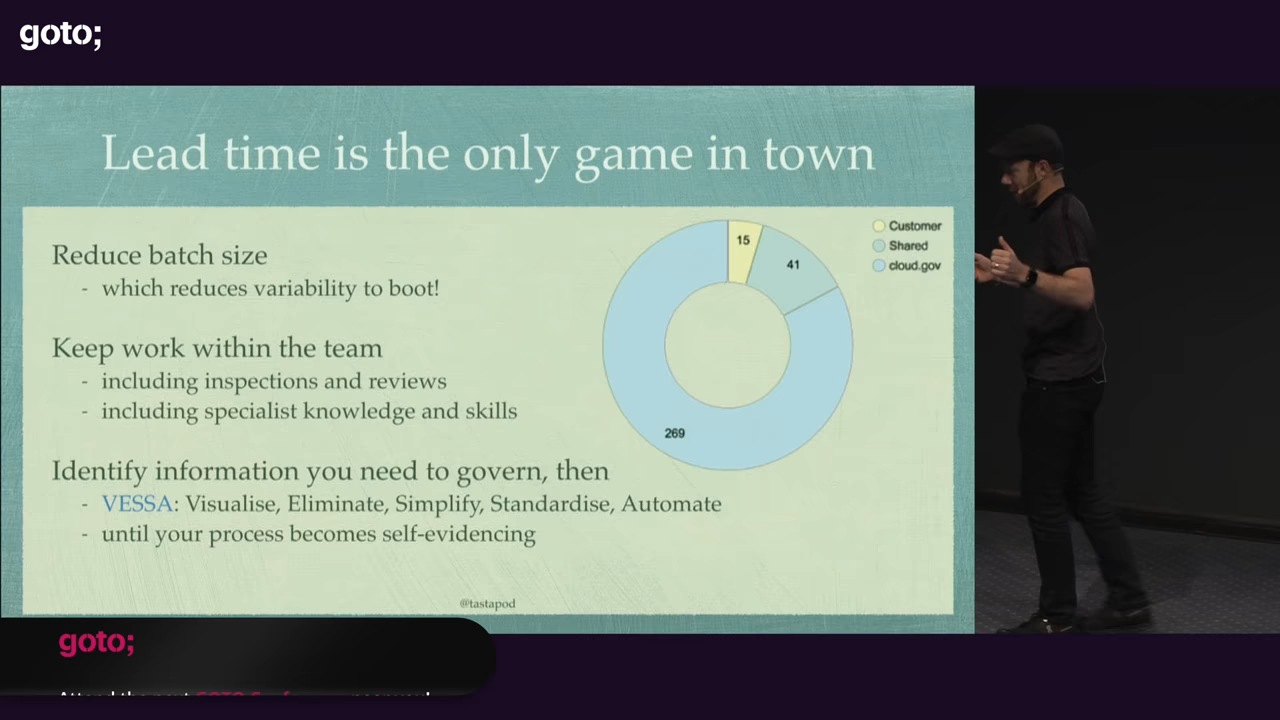 goto;
Lead time is the only game in town
Reduce batch size
- which reduces variability to boot!
Keep work within the team
- including inspections and reviews
- including specialist knowledge and skills
Identify information you need to govern, then
- VESSA: Visualise, Eliminate, Simplify, Standardise, Automate
- until your process becomes self-evidencing
15
41
269
Customer
Shared
cloud.gov
@tastapod
goto;
Attend the next